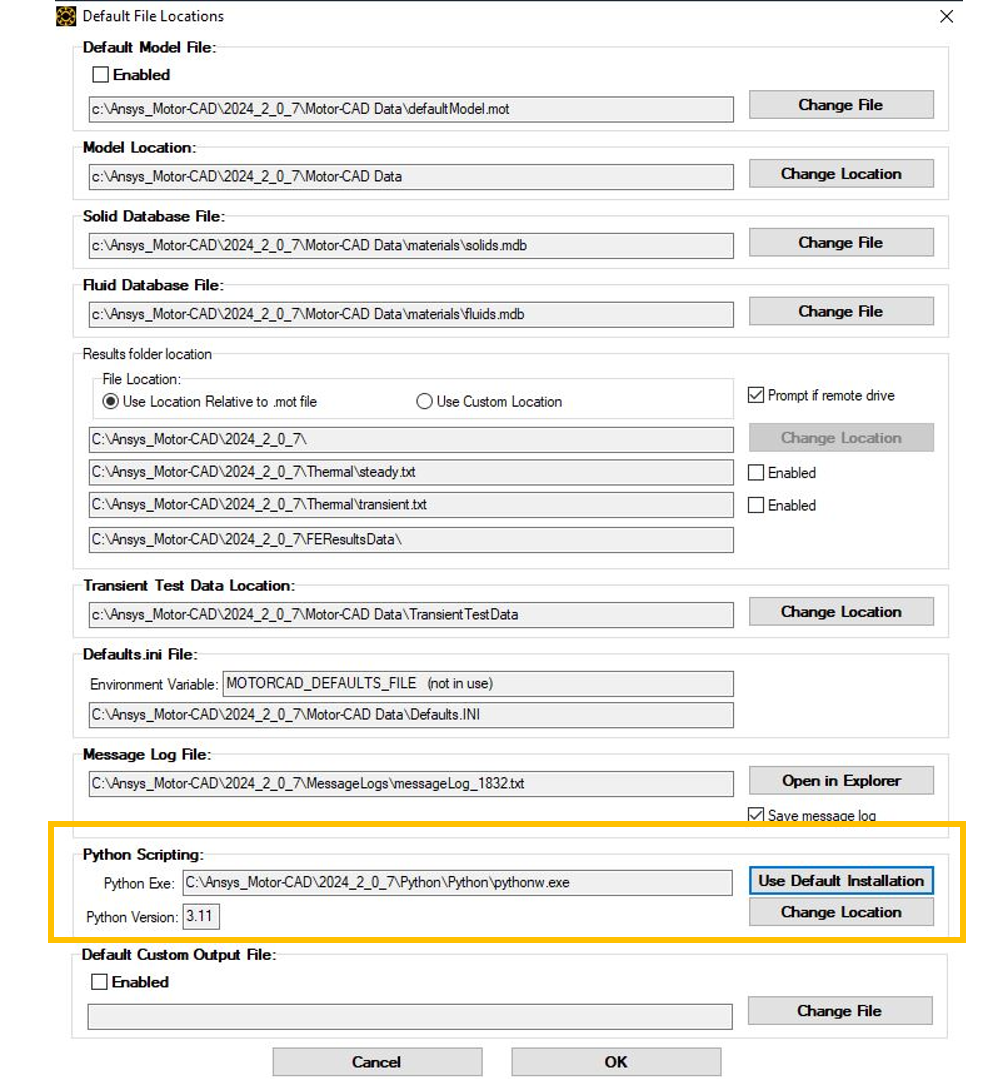 Default File Locations
Default Model File:
Enabled
c:\Ansys_Motor-CAD\2024_2_0_7\Motor-CAD Data\defaultModel.mot
Change File
Model Location:
c:\Ansys_Motor-CAD\2024_2_0_7\Motor-CAD Data
Change Location
Solid Database File:
c:\Ansys_Motor-CAD\2024_2_0_7\Motor-CAD Data\materials\solids.mdb
Change File
Fluid Database File:
c:\Ansys_Motor-CAD\2024_2_0_7\Motor-CAD Data\materials\fluids.mdb
Change File
Results folder location
File Location:
Use Location Relative to .mot file
Use Custom Location
Prompt if remote drive
C:\Ansys_Motor-CAD\2024_2_0_7\
Change Location
C:\Ansys_Motor-CAD\2024_2_0_7\Thermal\steady.txt
Enabled
C:\Ansys_Motor-CAD\2024_2_0_7\Thermal\transient.txt
Enabled
C:\Ansys_Motor-CAD\2024_2_0_7\FEResultsData\
Transient Test Data Location:
c:\Ansys_Motor-CAD\2024_2_0_7\Motor-CAD Data\TransientTestData
Change Location
Defaults.ini File:
Environment Variable: MOTORCAD_DEFAULTS_FILE (not in use)
C:\Ansys_Motor-CAD\2024_2_0_7\Motor-CAD Data\Defaults.INI
Message Log File:
C:\Ansys_Motor-CAD\2024_2_0_7\MessageLogs\messageLog_1832.txt
Open in Explorer
Save message log
Python Scripting:
Python Exe: C:\Ansys_Motor-CAD\2024_2_0_7\Python\Python\pythonw.exe
Use Default Installation
Python Version: 3.11
Change Location
Default Custom Output File:
Enabled
Change File
Cancel
OK